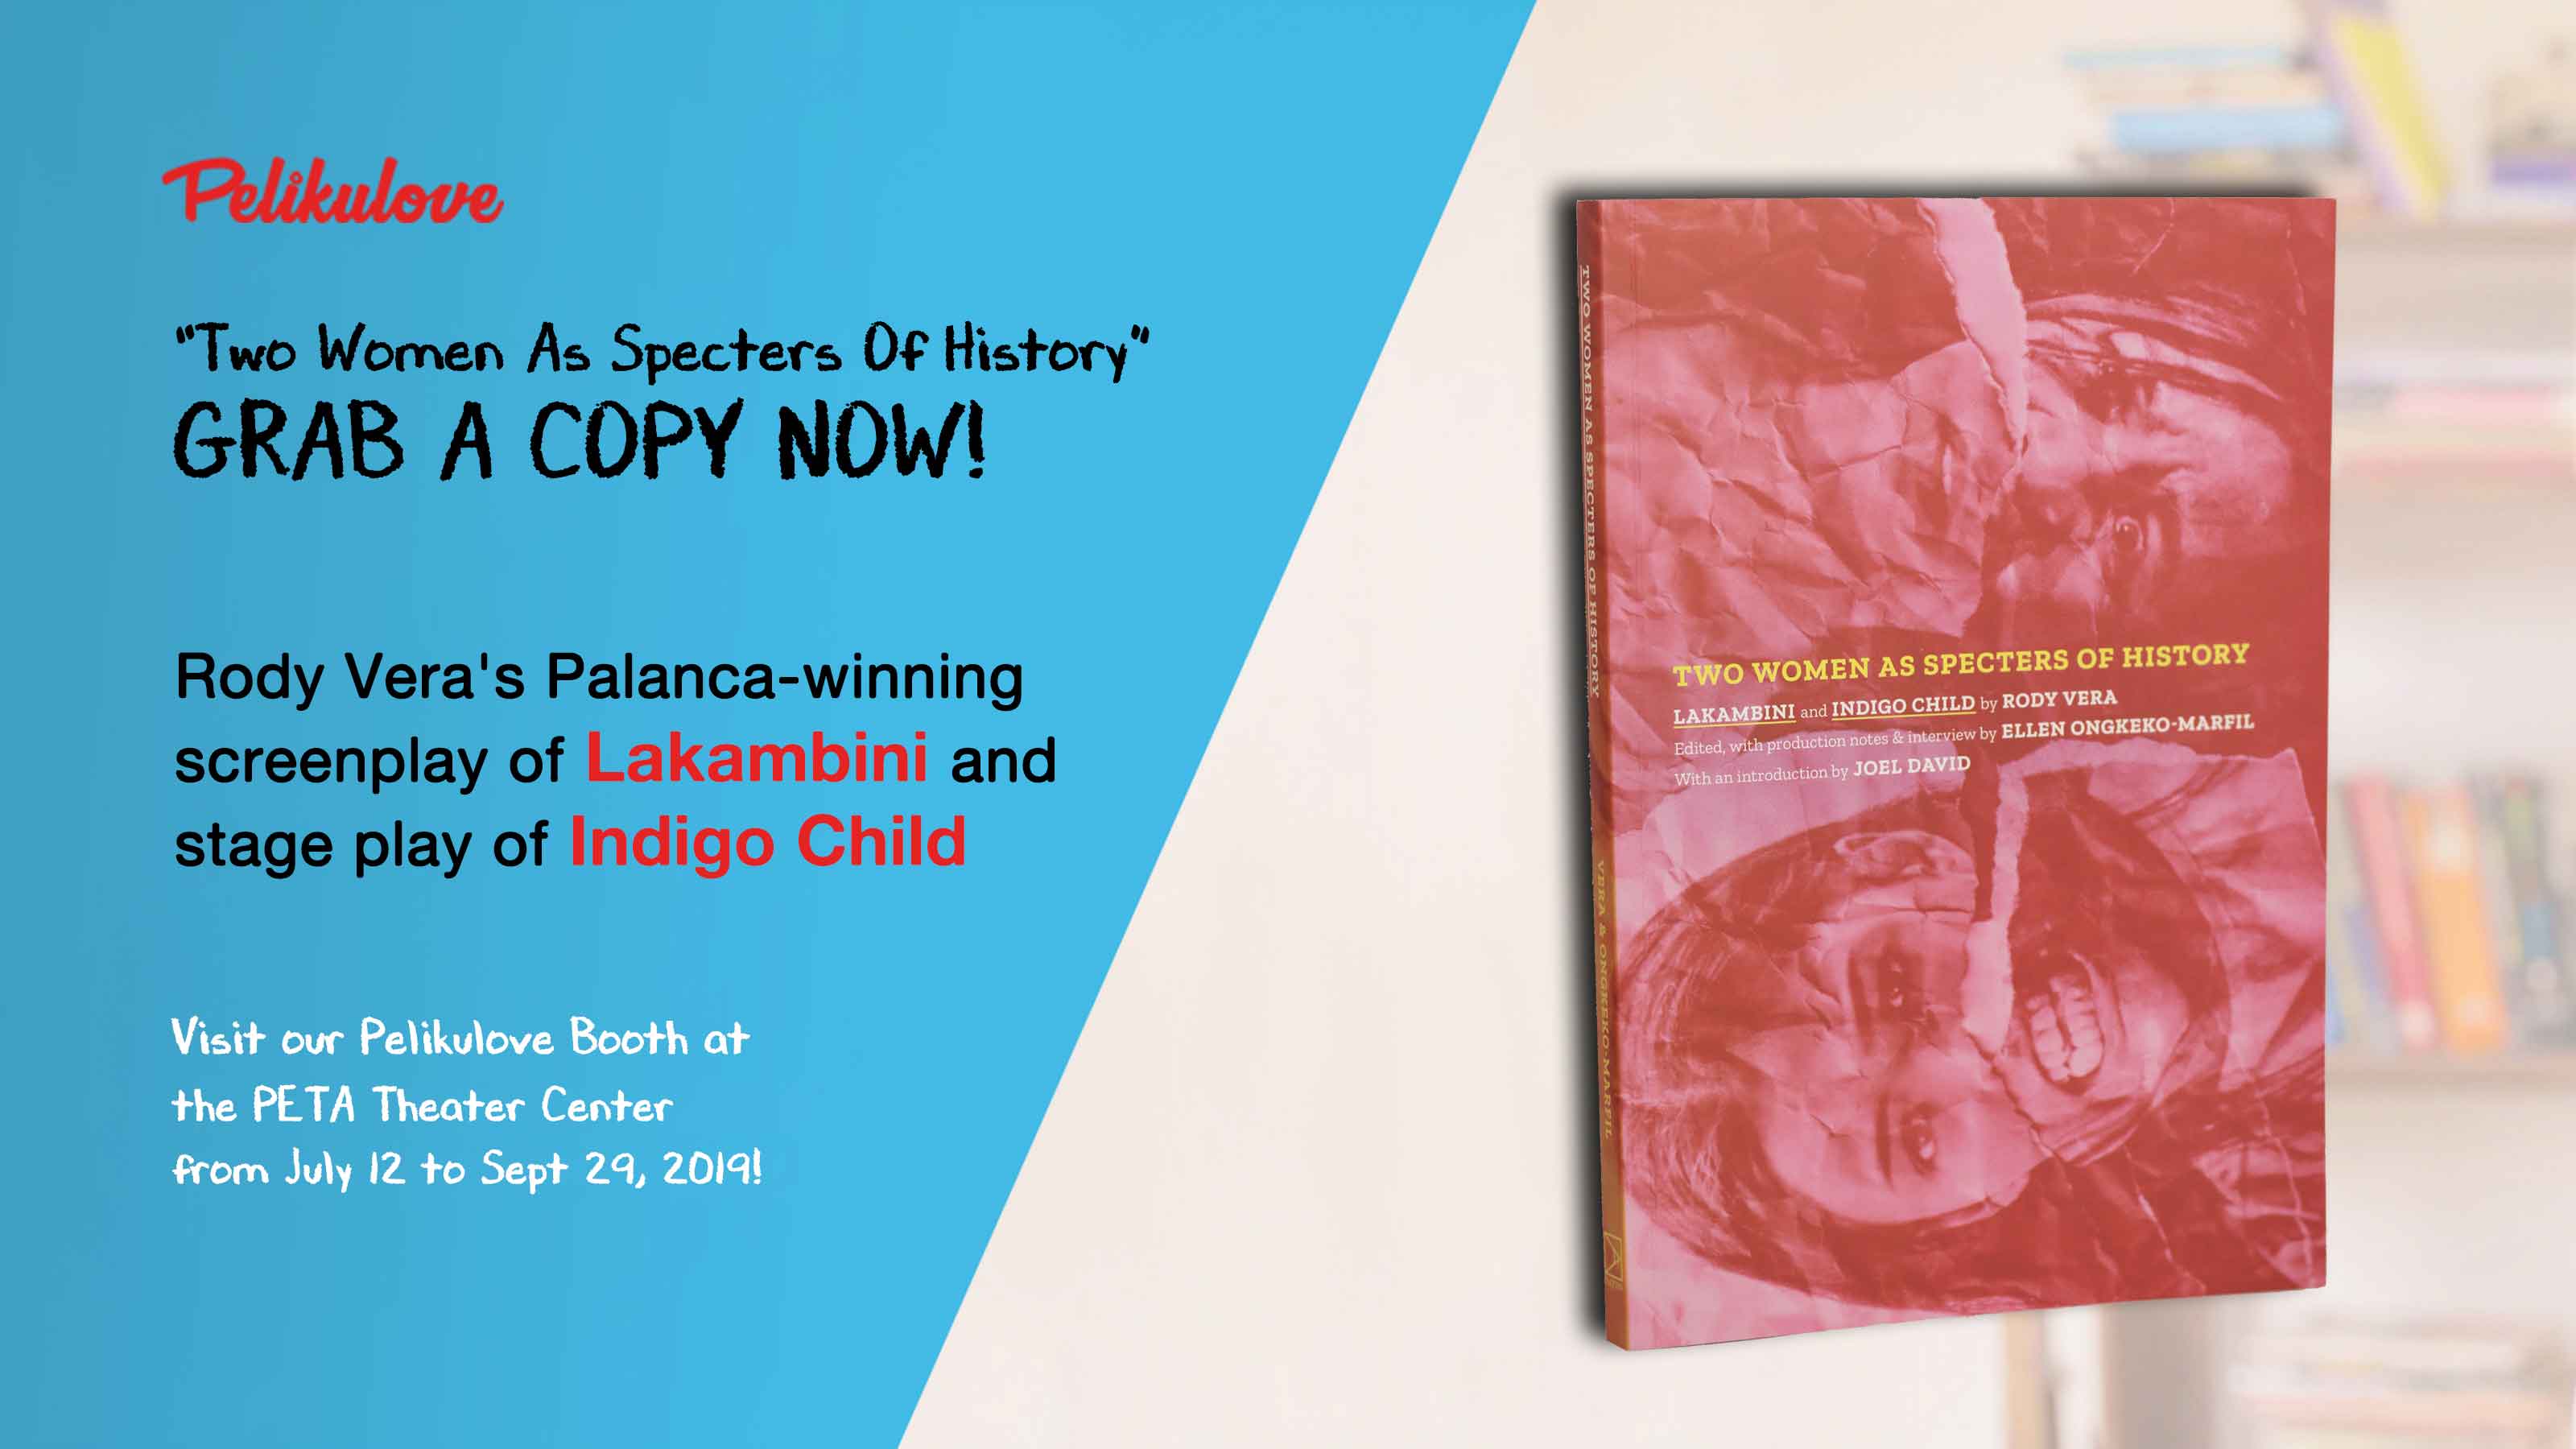 Pelikulove
"Two Women As Specters Of History"
GRAB A COPY NOW!
Rody Vera's Palanca-winning
screenplay of Lakambini and
stage play of Indigo Child
Visit our Pelikulove Booth at
the PETA Theater Center
from July 12 to Sept 29, 2019!
TWO WOMEN AS SPECTERS OF HISTORY
VERA & ONGKEKO-MARFIL
TWO WOMEN AS SPECTERS OF HISTORY
LAKAMBINI and INDIGO CHILD by RODY VERA
Edited, with production notes & interview by ELLEN ONGKEKO-MARFIL
With an introduction by JOEL DAVID